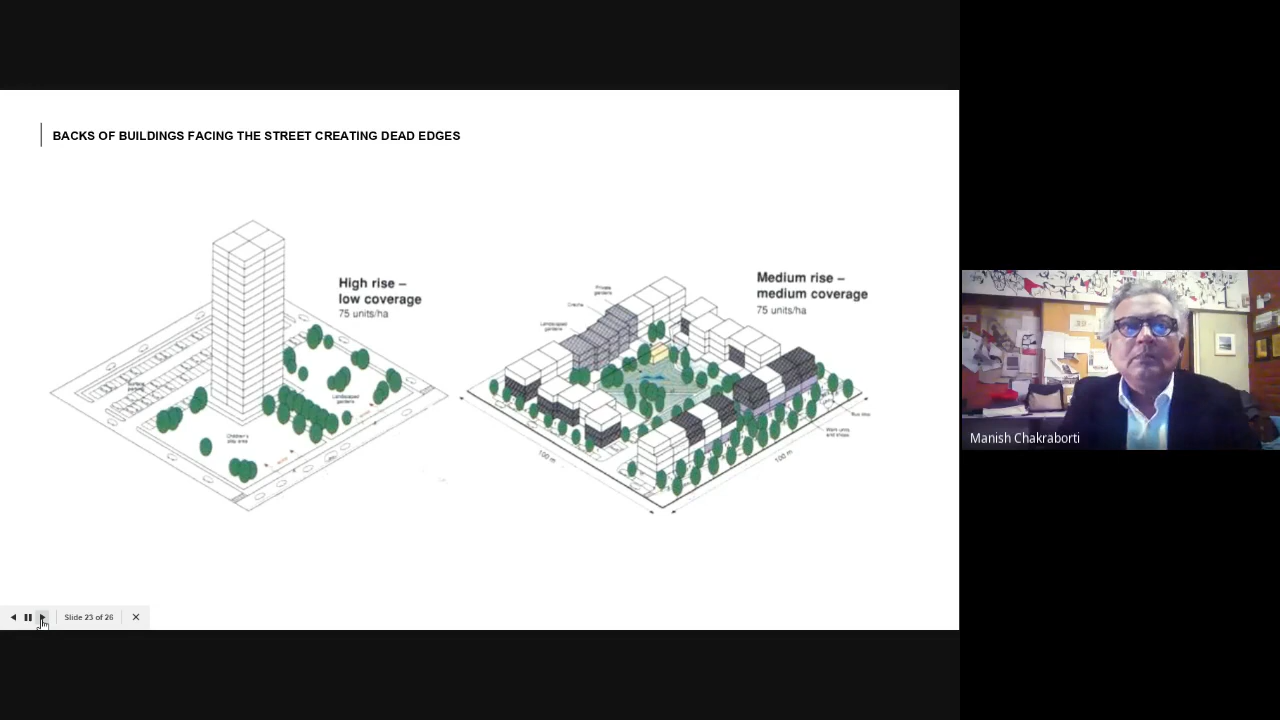 BACKS OF BUILDINGS FACING THE STREET CREATING DEAD EDGES
High rise –
low coverage
75 units/ha
Landscaped
gardens
Children's
play area
Medium rise –
medium coverage
75 units/ha
Private
gardens
Creche
Landscaped
gardens
Bus stop
Work units
and shops
100 m
100 m
Slide 23 of 26
Manish Chakraborti